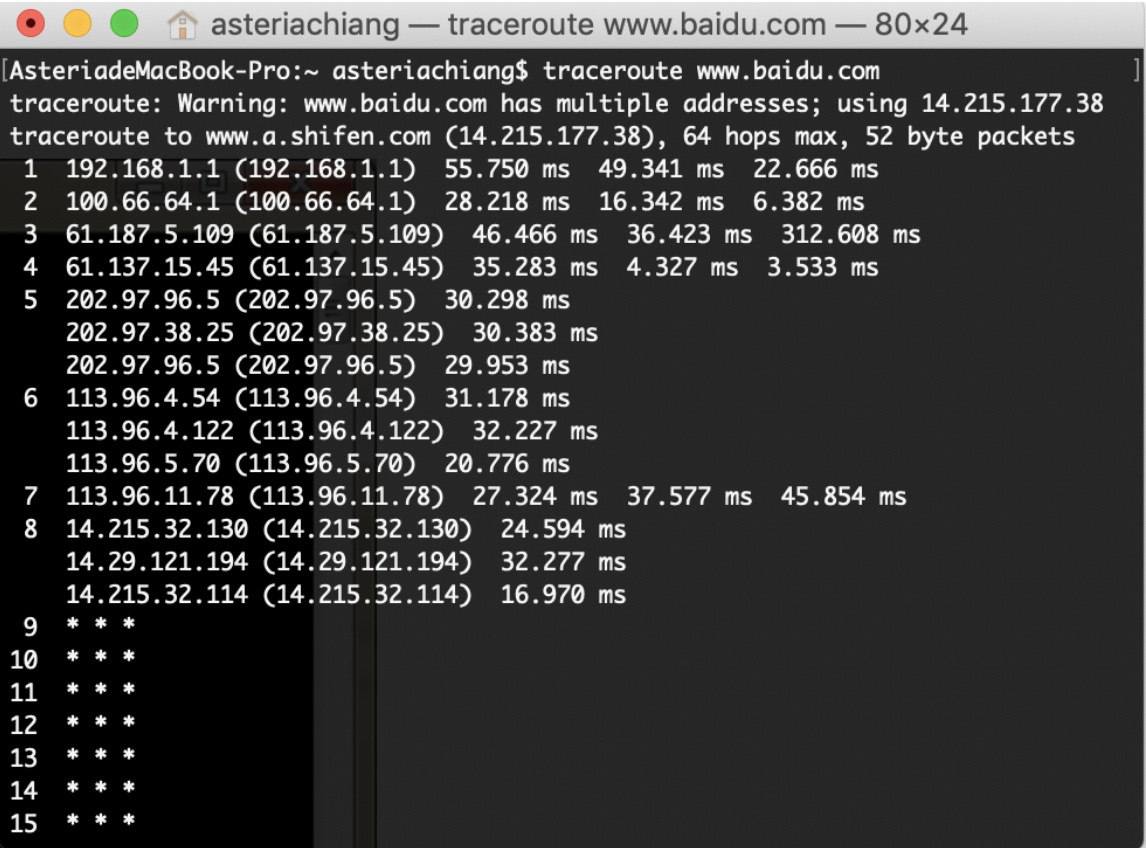 asteriachiang — traceroute www.baidu.com — 80×24
[AsteriadeMacBook-Pro:~ asteriachiang$ traceroute www.baidu.com ]
traceroute: Warning: www.baidu.com has multiple addresses; using 14.215.177.38
traceroute to www.a.shifen.com (14.215.177.38), 64 hops max, 52 byte packets
 1  192.168.1.1 (192.168.1.1)  55.750 ms  49.341 ms  22.666 ms
 2  100.66.64.1 (100.66.64.1)  28.218 ms  16.342 ms  6.382 ms
 3  61.187.5.109 (61.187.5.109)  46.466 ms  36.423 ms  312.608 ms
 4  61.137.15.45 (61.137.15.45)  35.283 ms  4.327 ms  3.533 ms
 5  202.97.96.5 (202.97.96.5)  30.298 ms
    202.97.38.25 (202.97.38.25)  30.383 ms
    202.97.96.5 (202.97.96.5)  29.953 ms
 6  113.96.4.54 (113.96.4.54)  31.178 ms
    113.96.4.122 (113.96.4.122)  32.227 ms
    113.96.5.70 (113.96.5.70)  20.776 ms
 7  113.96.11.78 (113.96.11.78)  27.324 ms  37.577 ms  45.854 ms
 8  14.215.32.130 (14.215.32.130)  24.594 ms
    14.29.121.194 (14.29.121.194)  32.277 ms
    14.215.32.114 (14.215.32.114)  16.970 ms
 9  * * *
10  * * *
11  * * *
12  * * *
13  * * *
14  * * *
15  * * *